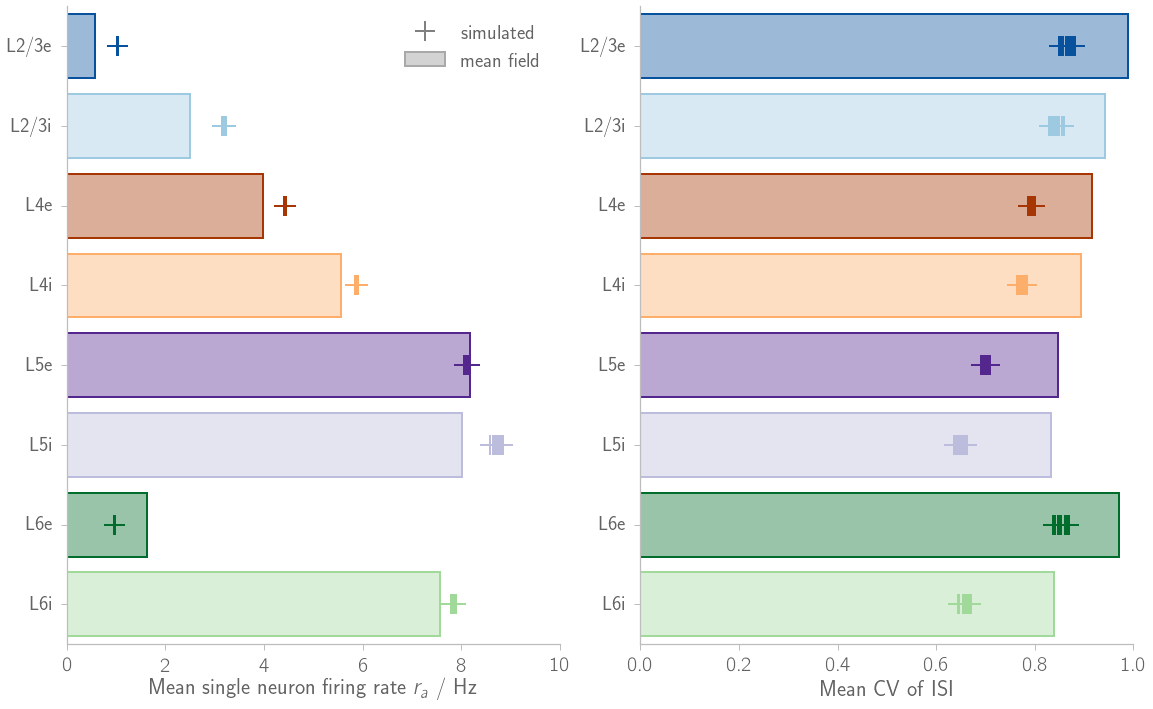 simulated
mean field
L2/3e
L2/3i
L4e
L4i
L5e
L5i
L6e
L6i
0 2 4 6 8 10
Mean single neuron firing rate r_a / Hz
L2/3e
L2/3i
L4e
L4i
L5e
L5i
L6e
L6i
0.0 0.2 0.4 0.6 0.8 1.0
Mean CV of ISI